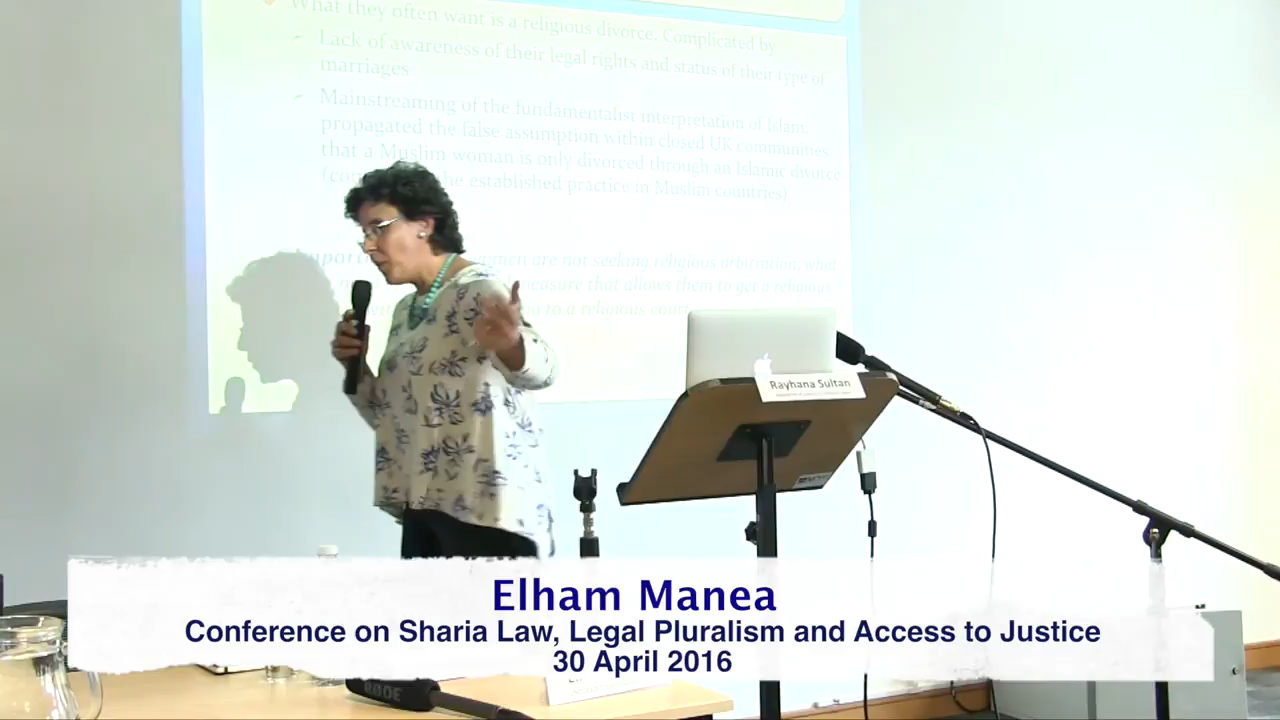 What they often want is a religious divorce. Complicated by
- Lack of awareness of their legal rights and status of their type of
marriages
- Mainstreaming of the fundamentalist interpretation of Islam,
propagated the false assumption within closed UK communities
that a Muslim woman is only divorced through an Islamic divorce
the established practice in Muslim countries)
are not seeking religious arbitration, what
measure that allows them to get a religious
to a religious
Rayhana Sultan
Elham Manea
Conference on Sharia Law, Legal Pluralism and Access to Justice
30 April 2016
RODE